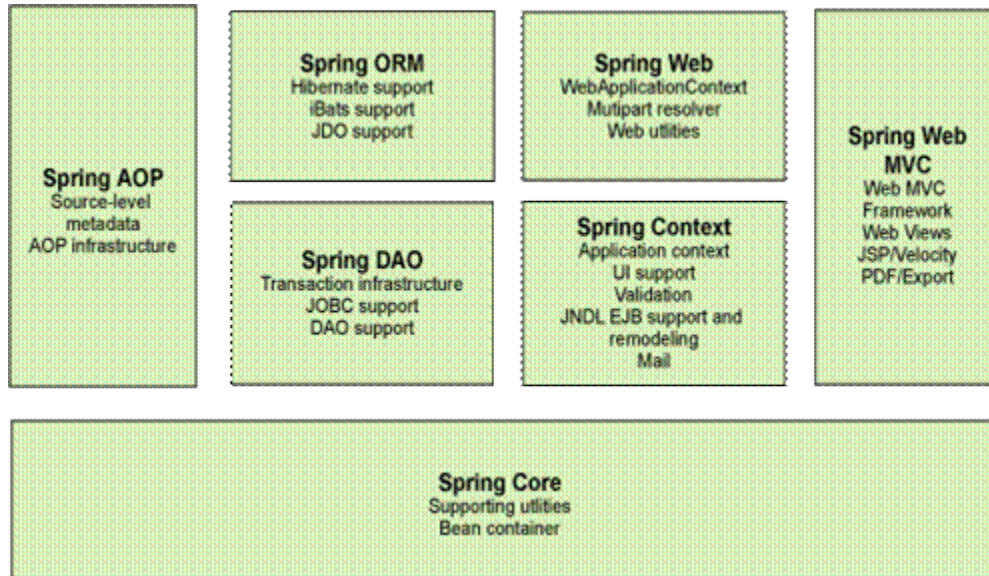 Spring AOP
Source-level
metadata
AOP infrastructure
Spring ORM
Hibernate support
iBats support
JDO support
Spring DAO
Transaction infrastructure
JOBC support
DAO support
Spring Web
WebApplicationContext
Mutipart resolver
Web utlities
Spring Context
Application context
UI support
Validation
JNDL EJB support and
remodeling
Mail
Spring Web
MVC
Web MVC
Framework
Web Views
JSP/Velocity
PDF/Export
Spring Core
Supporting utlities
Bean container